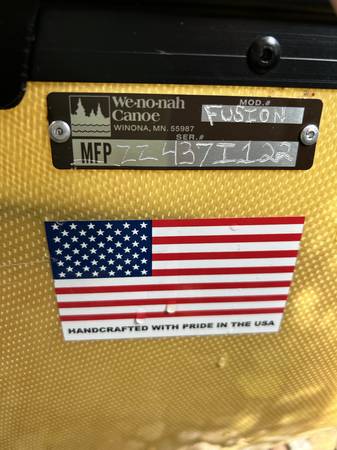 We·no·nah
Canoe
WINONA, MN. 55987
MOD.#
FUSION
SER.#
MFP ZZ437I122
HANDCRAFTED WITH PRIDE IN THE USA